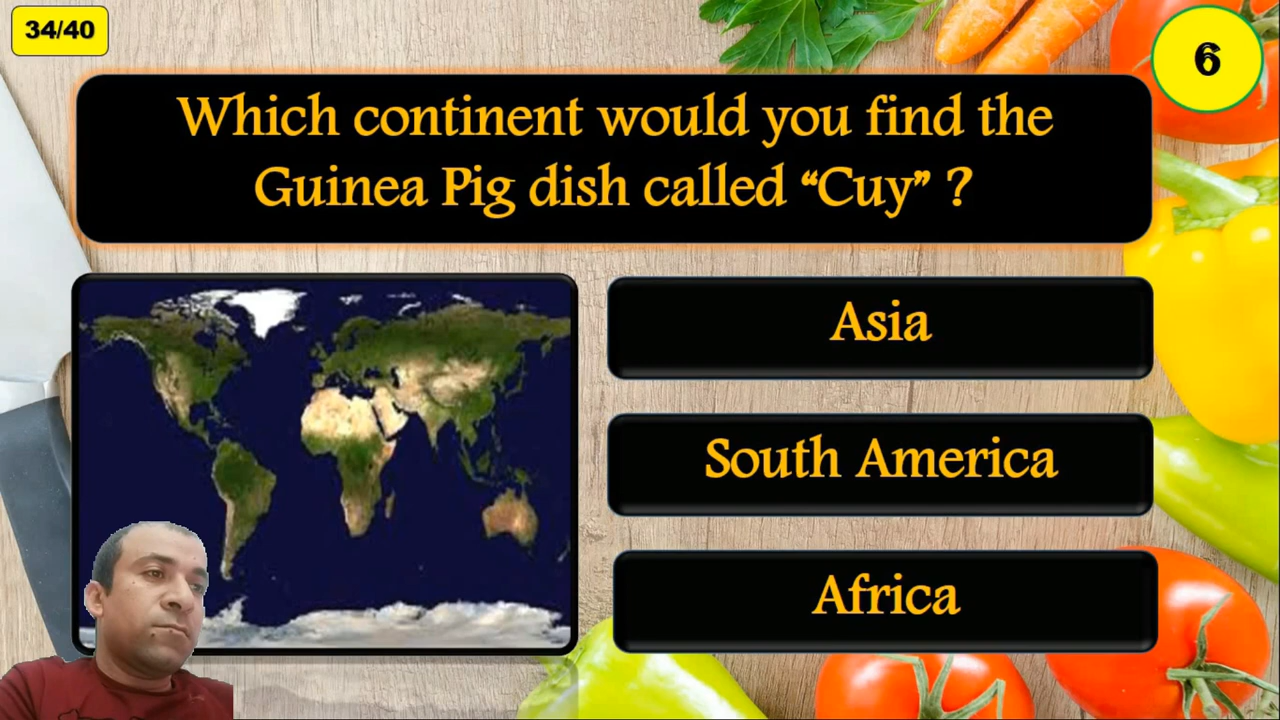 34/40
6
Which continent would you find the
Guinea Pig dish called “Cuy” ?
Asia
South America
Africa